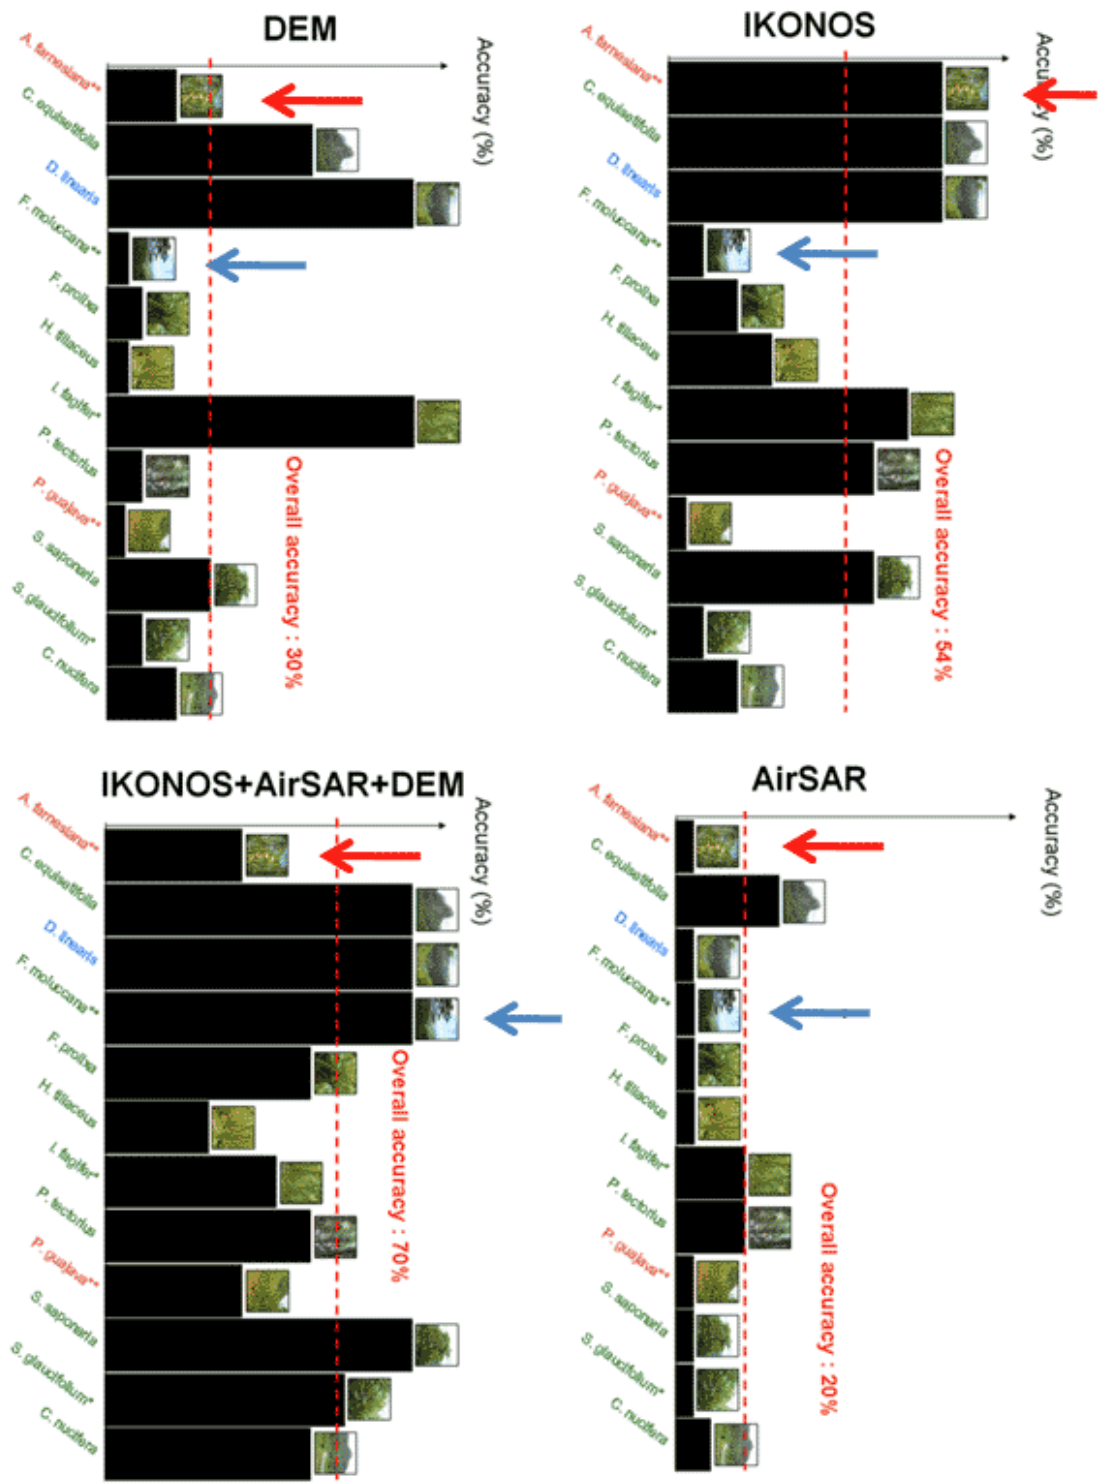 DEM
Accuracy (%)
A. farnesiana**
C. equisetifolia
D. linearis
F. moluccana**
F. prolixa
H. tiliaceus
I. fagifer*
P. tectorius
P. guajava**
S. saponaria
S. glaucifolium*
C. nucifera
Overall accuracy : 30%
IKONOS
Accuracy (%)
A. farnesiana**
C. equisetifolia
D. linearis
F. moluccana**
F. prolixa
H. tiliaceus
I. fagifer*
P. tectorius
P. guajava**
S. saponaria
S. glaucifolium*
C. nucifera
Overall accuracy : 54%
IKONOS+AirSAR+DEM
Accuracy (%)
A. farnesiana**
C. equisetifolia
D. linearis
F. moluccana**
F. prolixa
H. tiliaceus
I. fagifer*
P. tectorius
P. guajava**
S. saponaria
S. glaucifolium*
C. nucifera
Overall accuracy : 70%
AirSAR
Accuracy (%)
A. farnesiana**
C. equisetifolia
D. linearis
F. moluccana**
F. prolixa
H. tiliaceus
I. fagifer*
P. tectorius
P. guajava**
S. saponaria
S. glaucifolium*
C. nucifera
Overall accuracy : 20%